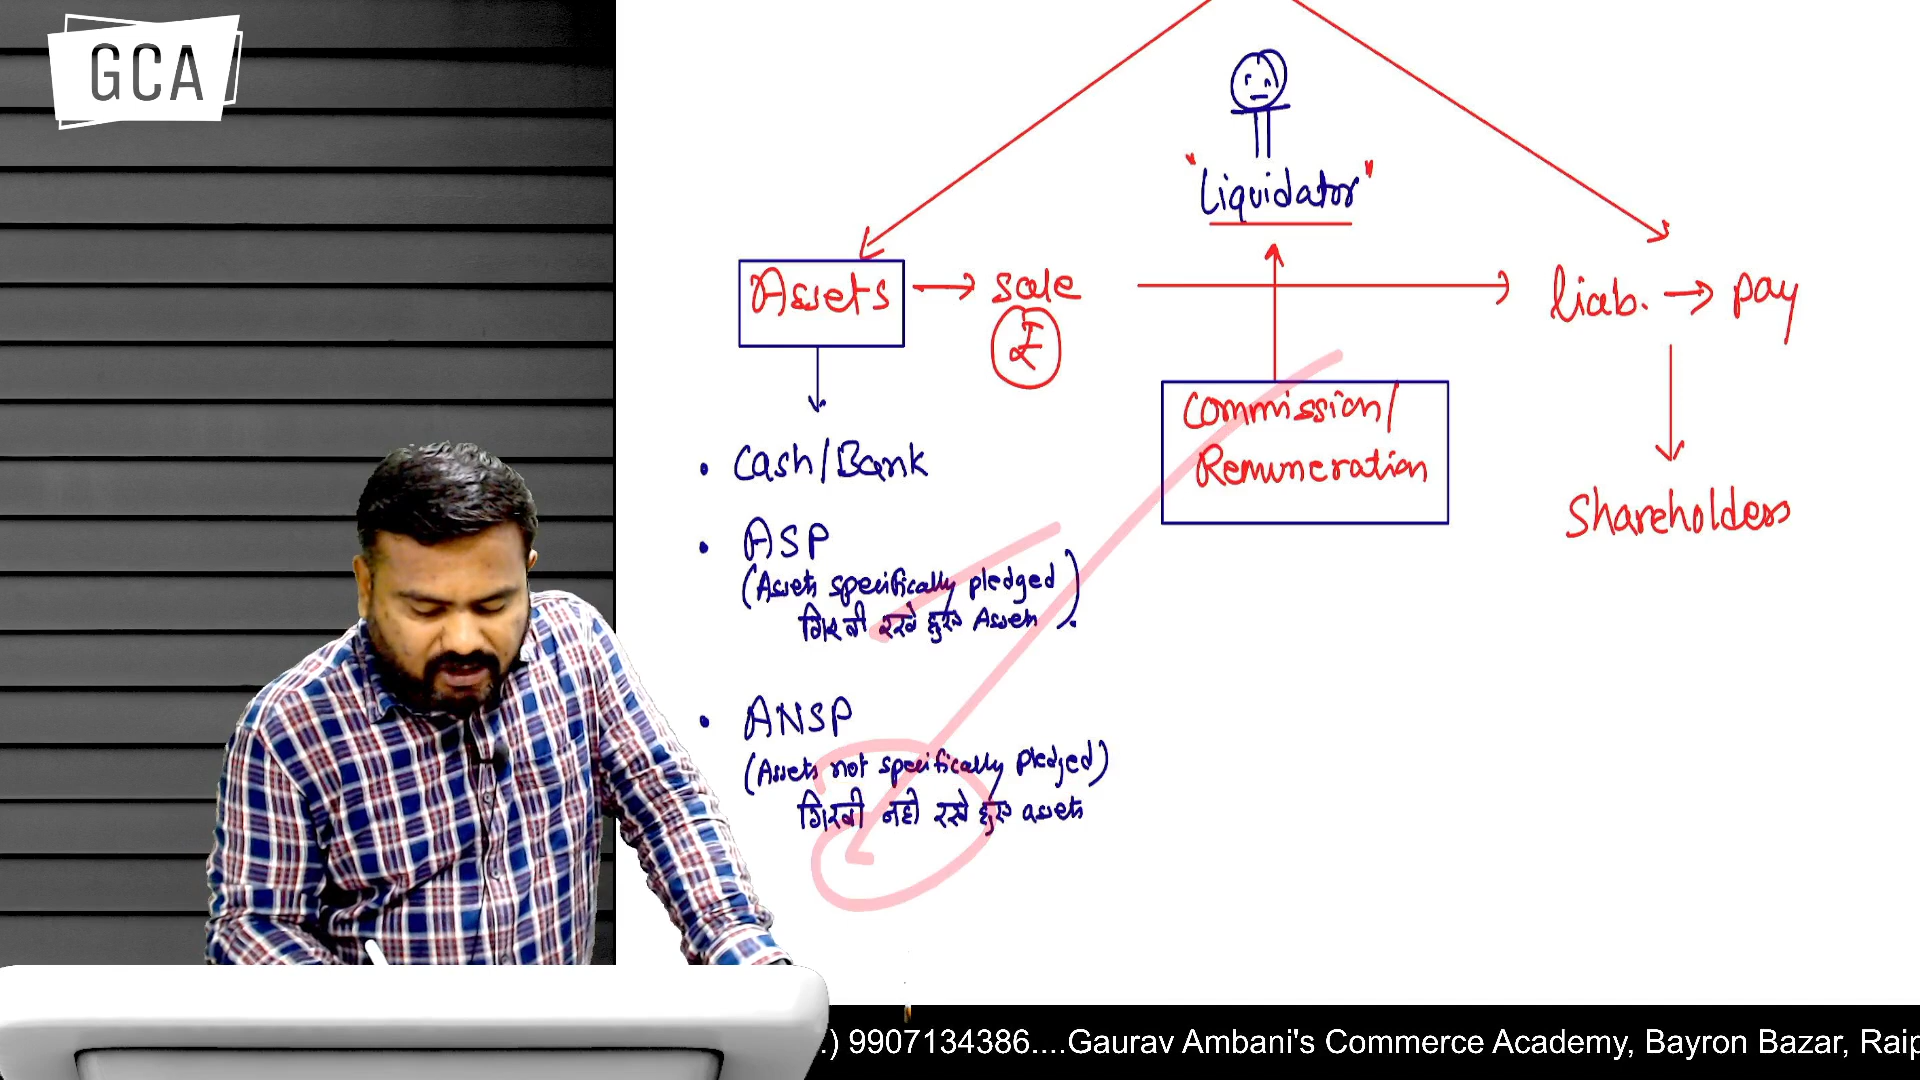 GCA
"Liquidator"
Assets → sale → liab. → pay
£
Commission/
Remuneration
Shareholders
• Cash/Bank
• ASP
(Assets specifically pledged
गिरवी रखे हुए Assets).
• ANSP
(Assets not specifically pledged)
गिरवी नही रखे हुए assets
.) 9907134386....Gaurav Ambani's Commerce Academy, Bayron Bazar, Raip